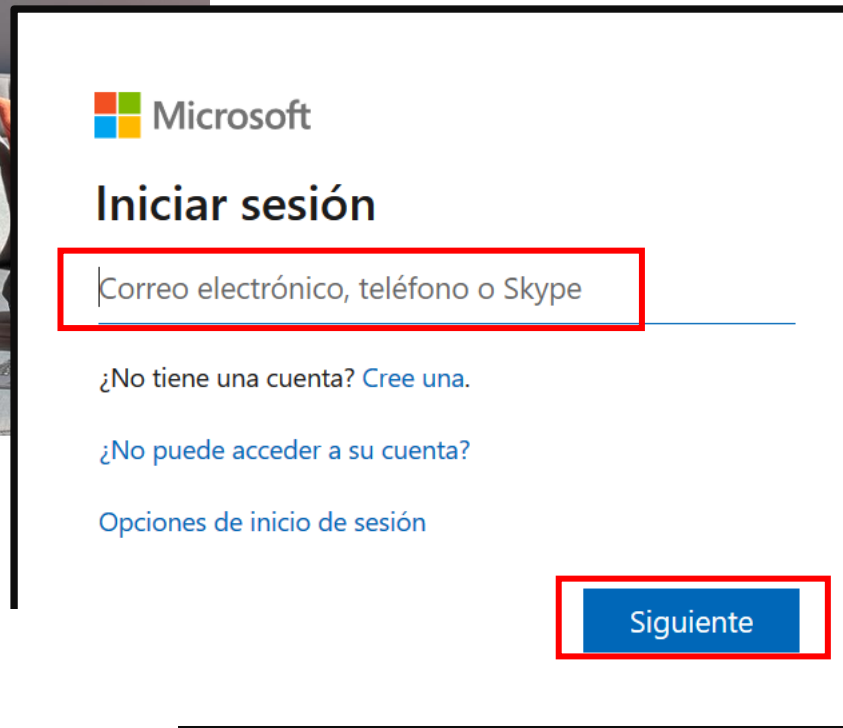 Microsoft
Iniciar sesión
Correo electrónico, teléfono o Skype
¿No tiene una cuenta? Cree una.
¿No puede acceder a su cuenta?
Opciones de inicio de sesión
Siguiente